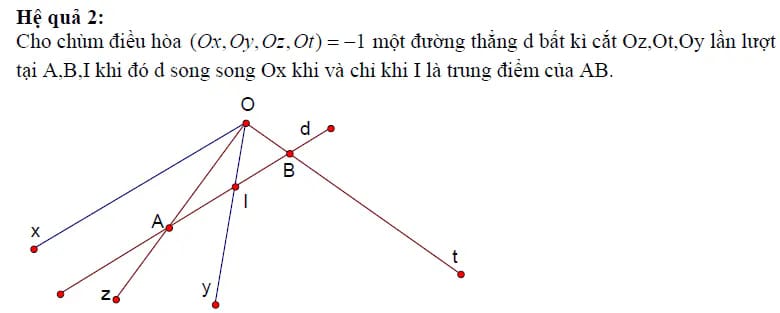 Hệ quả 2:
Cho chùm điều hòa (Ox, Oy, Oz, Ot) = −1 một đường thẳng d bất kì cắt Oz,Ot,Oy lần lượt
tại A,B,I khi đó d song song Ox khi và chỉ khi I là trung điểm của AB.
O
d
B
I
A
x
t
z
y